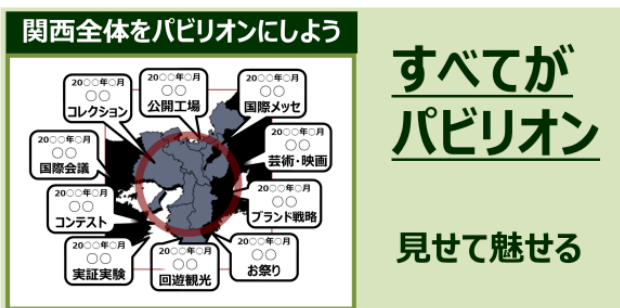 関西全体をパビリオンにしよう
20○○年○月
○○
コレクション
20○○年○月
○○
公開工場
20○○年○月
○○
国際メッセ
20○○年○月
○○
国際会議
20○○年○月
○○
芸術・映画
20○○年○月
○○
コンテスト
20○○年○月
○○
ブランド戦略
20○○年○月
○○
実証実験
20○○年○月
○○
回遊観光
20○○年○月
○○
お祭り
すべてが
パビリオン
見せて魅せる